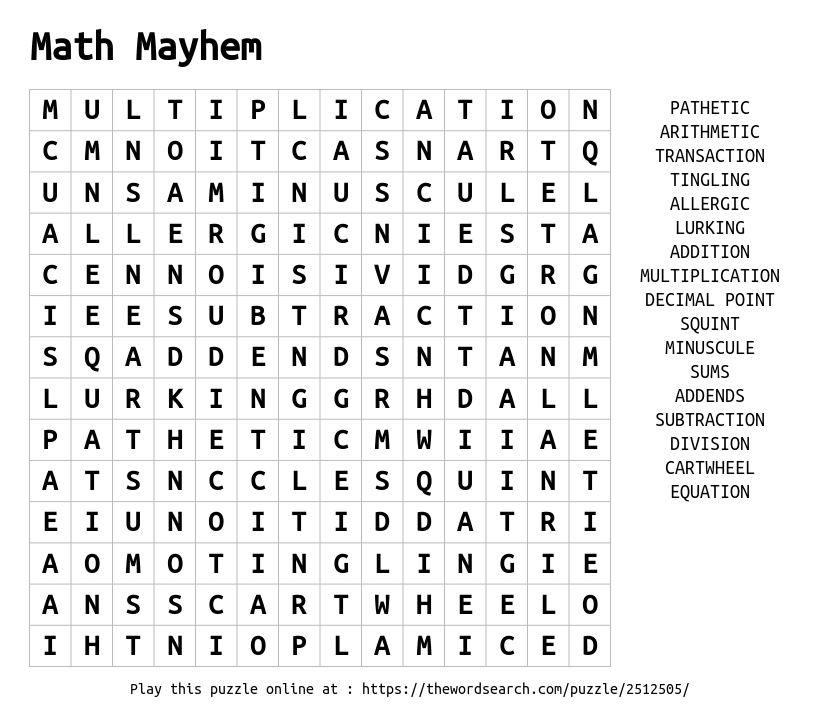 Math Mayhem
M U L T I P L I C A T I O N
C M N O I T C A S N A R T Q
U N S A M I N U S C U L E L
A L L E R G I C N I E S T A
C E N N O I S I V I D G R G
I E E S U B T R A C T I O N
S Q A D D E N D S N T A N M
L U R K I N G G R H D A L L
P A T H E T I C M W I I A E
A T S N C C L E S Q U I N T
E I U N O I T I D D A T R I
A O M O T I N G L I N G I E
A N S S C A R T W H E E L O
I H T N I O P L A M I C E D
PATHETIC
ARITHMETIC
TRANSACTION
TINGLING
ALLERGIC
LURKING
ADDITION
MULTIPLICATION
DECIMAL POINT
SQUINT
MINUSCULE
SUMS
ADDENDS
SUBTRACTION
DIVISION
CARTWHEEL
EQUATION
Play this puzzle online at : https://thewordsearch.com/puzzle/2512505/